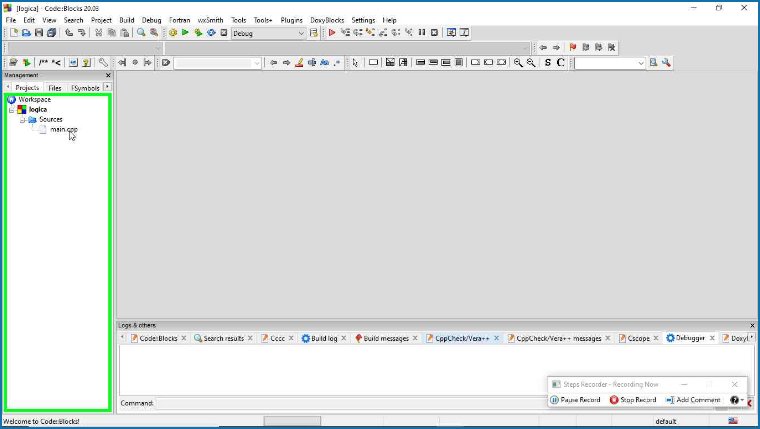 [logica] - Code::Blocks 20.03
File Edit View Search Project Build Debug Fortran wxSmith Tools Tools+ Plugins DoxyBlocks Settings Help
Debug
/** *< 
Aa .*
S C
Management
Projects Files FSymbols
Workspace
logica
Sources
main.cpp
Logs & others
Code::Blocks Search results Cccc Build log Build messages CppCheck/Vera++ CppCheck/Vera++ messages Cscope Debugger DoxyI
Command:
Steps Recorder - Recording Now
Pause Record Stop Record Add Comment
Welcome to Code::Blocks! default